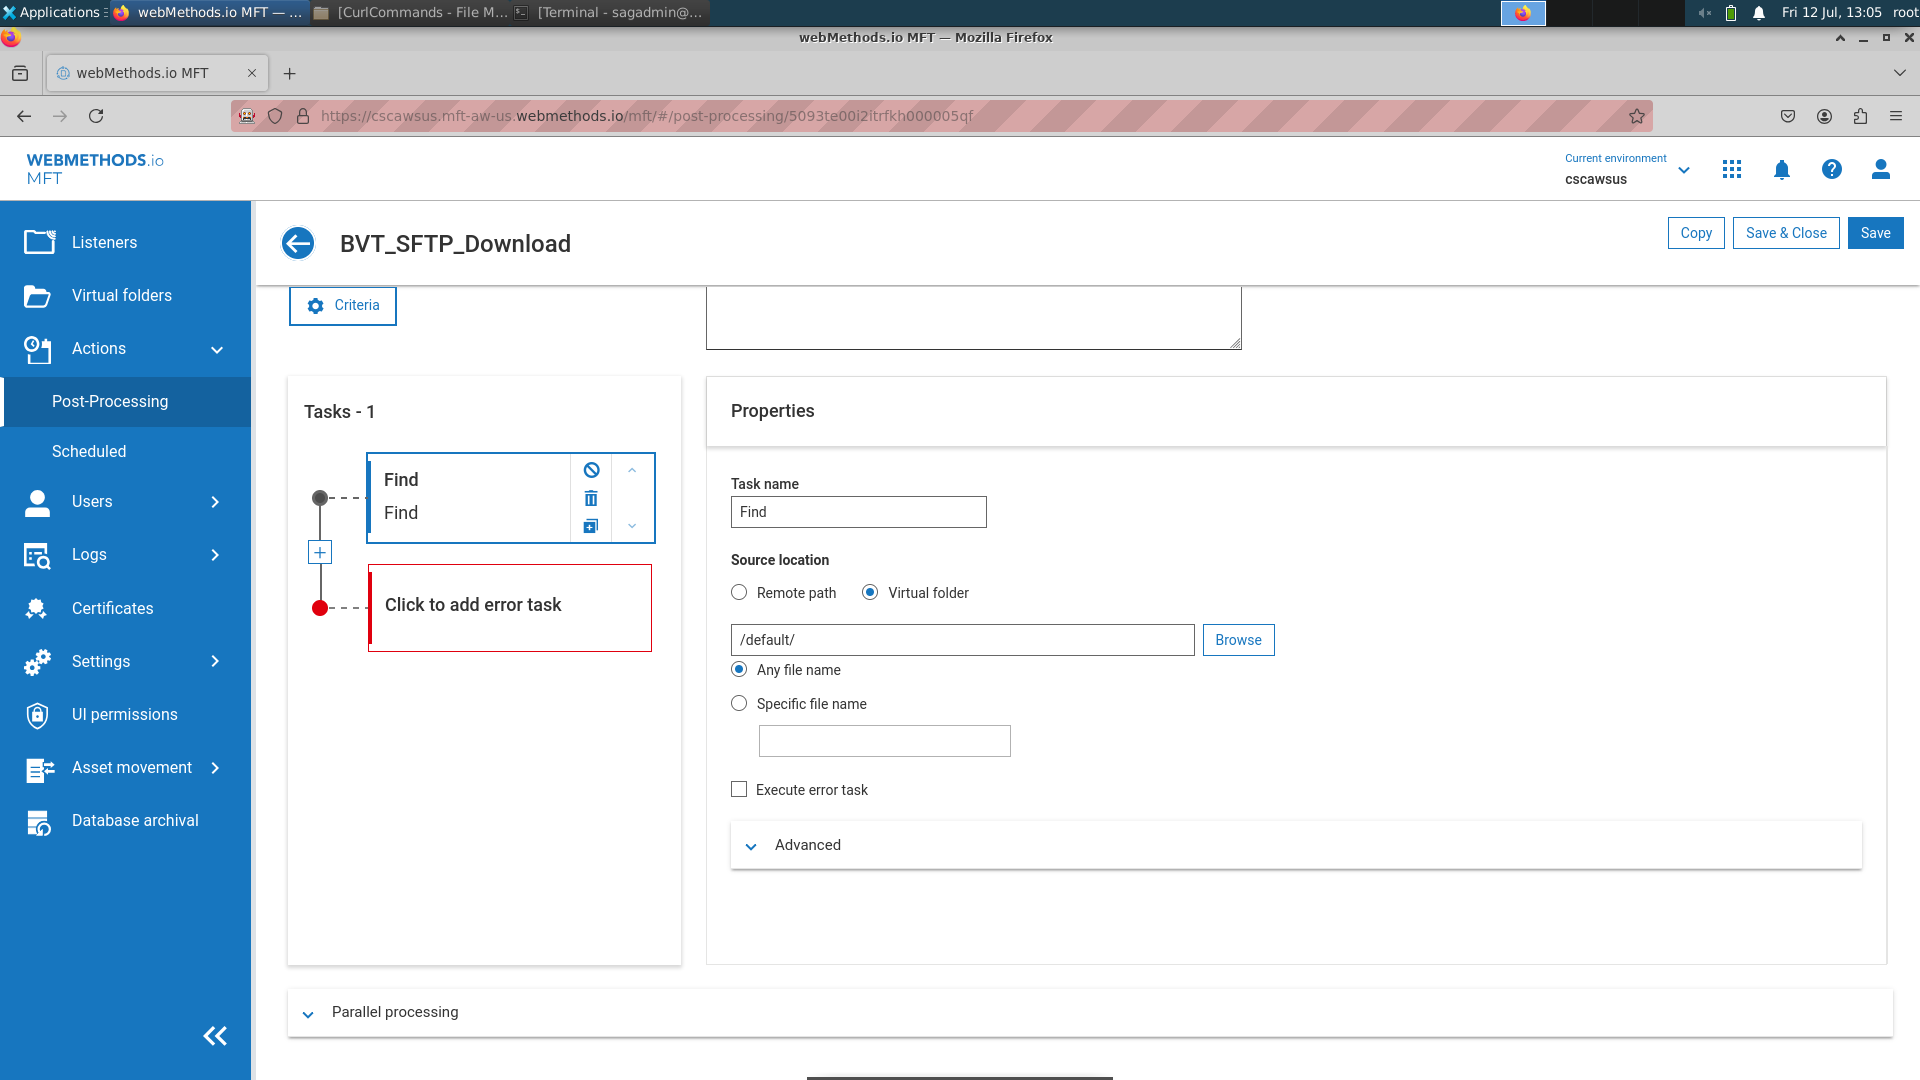 Applications
webMethods.io MFT — ...
[CurlCommands - File M...
[Terminal - sagadmin@...
Fri 12 Jul, 13:05
root
webMethods.io MFT — Mozilla Firefox
webMethods.io MFT
https://cscawsus.mft-aw-us.webmethods.io/mft/#/post-processing/5093te00i2itrfkh000005qf
WEBMETHODS.io
MFT
Current environment
cscawsus
Listeners
Virtual folders
Actions
Post-Processing
Scheduled
Users
Logs
Certificates
Settings
UI permissions
Asset movement
Database archival
BVT_SFTP_Download
Copy
Save & Close
Save
Criteria
Tasks - 1
Find
Find
Click to add error task
Properties
Task name
Find
Source location
Remote path
Virtual folder
/default/
Browse
Any file name
Specific file name
Execute error task
Advanced
Parallel processing